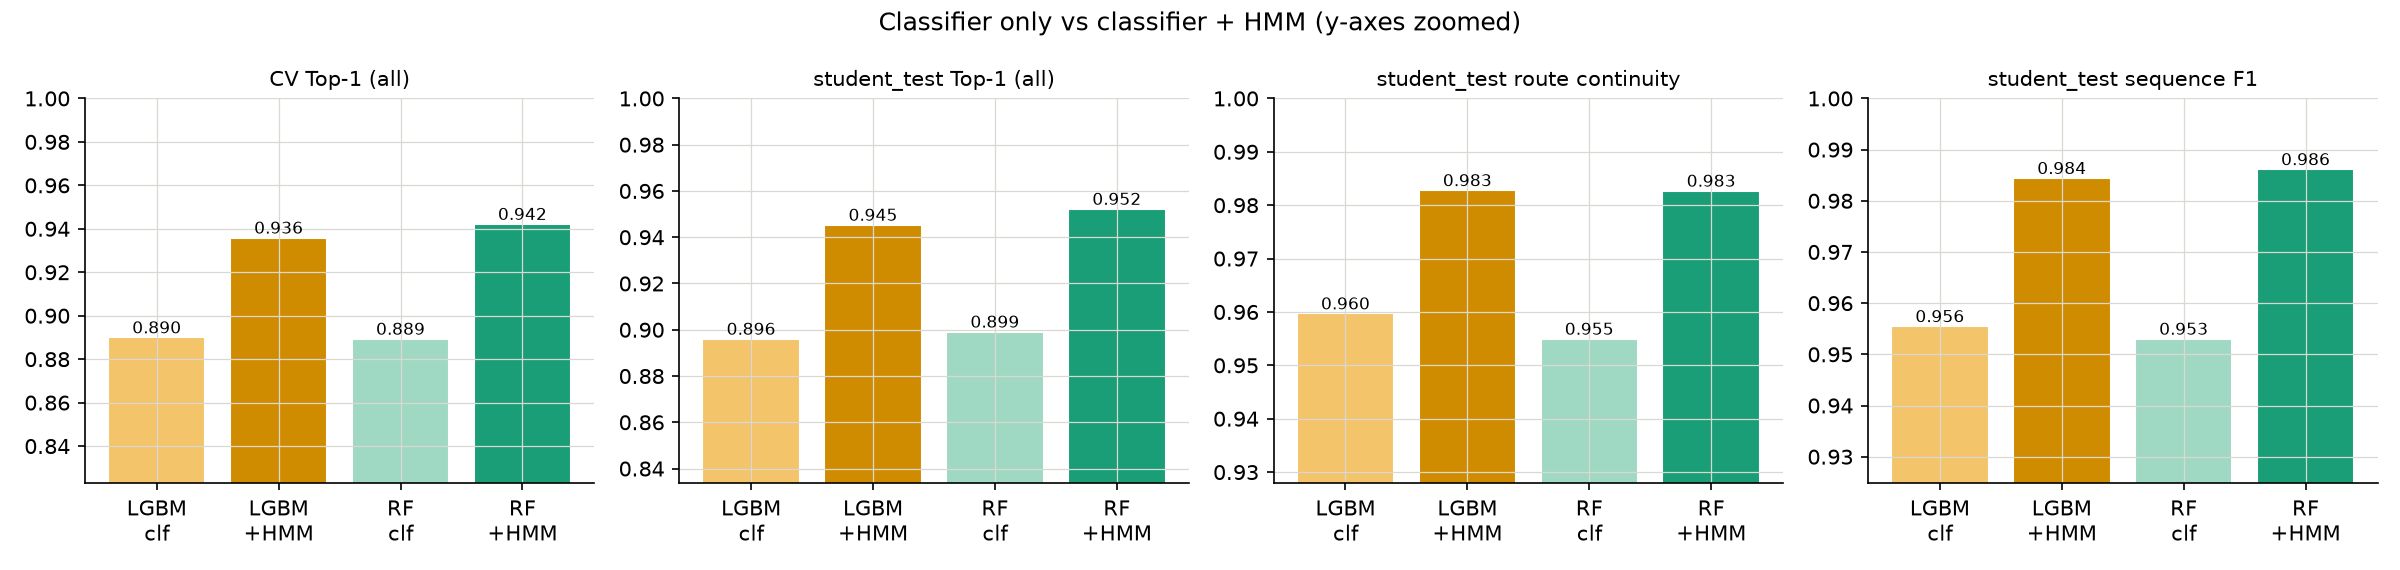 Classifier only vs classifier + HMM (y-axes zoomed)
CV Top-1 (all)
1.00
0.98
0.96
0.94
0.92
0.90
0.88
0.86
0.84
0.890
0.936
0.889
0.942
LGBM
clf
LGBM
+HMM
RF
clf
RF
+HMM
student_test Top-1 (all)
1.00
0.98
0.96
0.94
0.92
0.90
0.88
0.86
0.84
0.896
0.945
0.899
0.952
LGBM
clf
LGBM
+HMM
RF
clf
RF
+HMM
student_test route continuity
1.00
0.99
0.98
0.97
0.96
0.95
0.94
0.93
0.960
0.983
0.955
0.983
LGBM
clf
LGBM
+HMM
RF
clf
RF
+HMM
student_test sequence F1
1.00
0.99
0.98
0.97
0.96
0.95
0.94
0.93
0.956
0.984
0.953
0.986
LGBM
clf
LGBM
+HMM
RF
clf
RF
+HMM